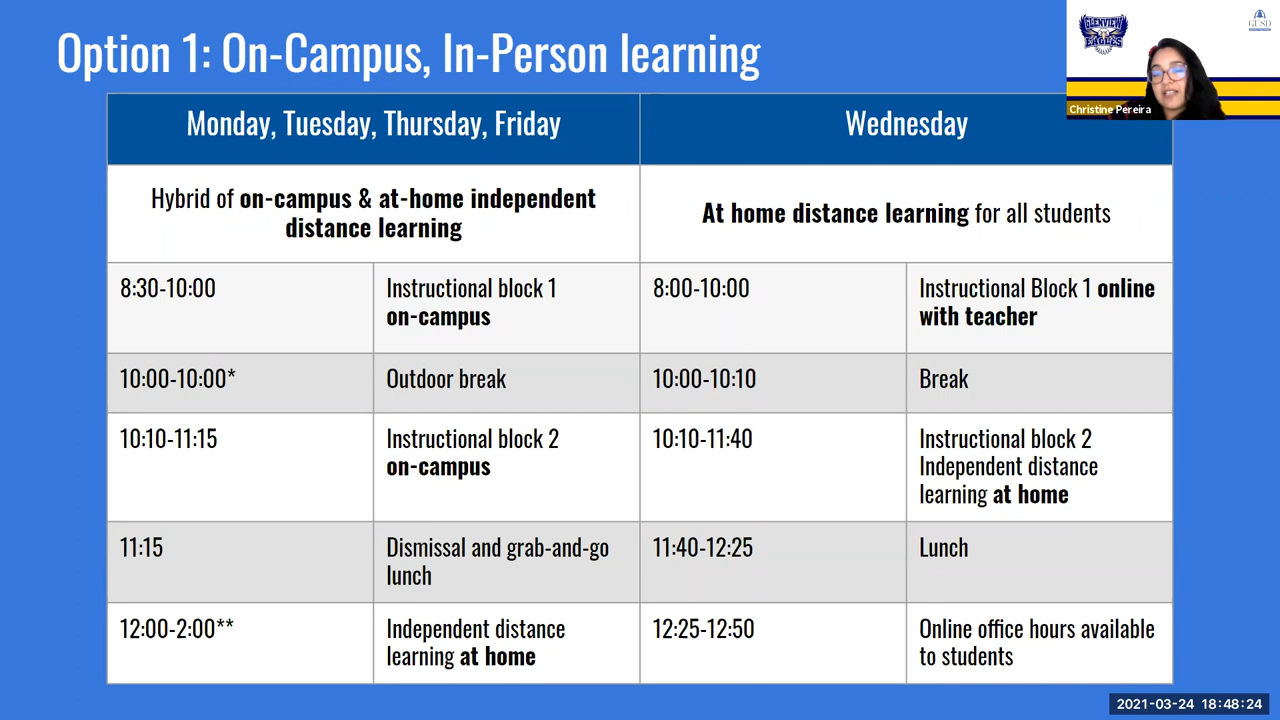 Option 1: On-Campus, In-Person learning
GLENVIEW
EAGLES
GUSD
Christine Pereira
Monday, Tuesday, Thursday, Friday
Wednesday
Hybrid of on-campus & at-home independent
distance learning
At home distance learning for all students
8:30-10:00
Instructional block 1
on-campus
8:00-10:00
Instructional Block 1 online
with teacher
10:00-10:00*
Outdoor break
10:00-10:10
Break
10:10-11:15
Instructional block 2
on-campus
10:10-11:40
Instructional block 2
Independent distance
learning at home
11:15
Dismissal and grab-and-go
lunch
11:40-12:25
Lunch
12:00-2:00**
Independent distance
learning at home
12:25-12:50
Online office hours available
to students
2021-03-24 18:48:24